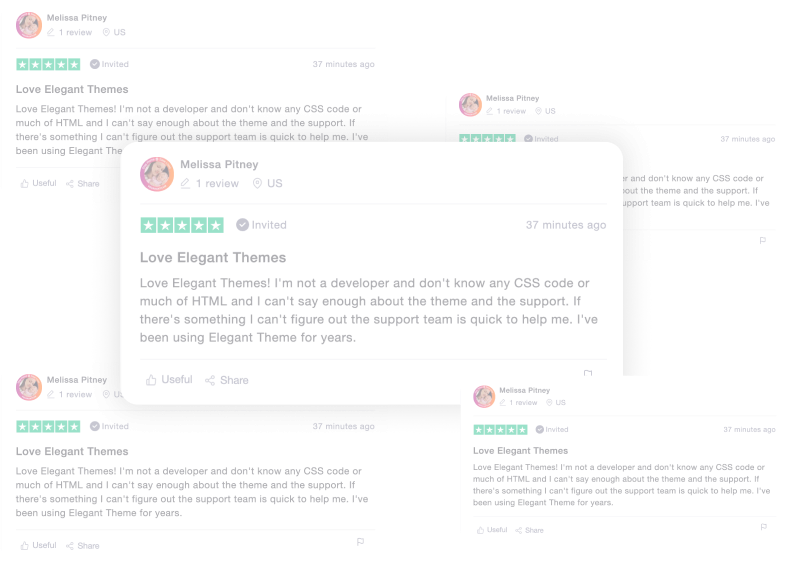 Melissa Pitney
1 review US
Invited 37 minutes ago
Love Elegant Themes
Love Elegant Themes! I'm not a developer and don't know any CSS code or
much of HTML and I can't say enough about the theme and the support. If
there's something I can't figure out the support team is quick to help me. I've
been using Elegant The
Useful Share
Melissa Pitney
1 review US
Invited 37 minutes ago
r and don't know any CSS code or
out the theme and the support. If
upport team is quick to help me. I've
Melissa Pitney
1 review US
Invited 37 minutes ago
Love Elegant Themes
Love Elegant Themes! I'm not a developer and don't know any CSS code or
much of HTML and I can't say enough about the theme and the support. If
there's something I can't figure out the support team is quick to help me. I've
been using Elegant Theme for years.
Useful Share
Melissa Pitney
1 review US
Invited 37 minutes ago
Love Elegant Themes
Love Elegant Themes! I'm not a developer and don't know any CSS code or
much of HTML and I can't say enough about the theme and the support. If
there's something I can't figure out the support team is quick to help me. I've
been using Elegant Theme for years.
Useful Share
Melissa Pitney
1 review US
Invited 37 minutes ago
Love Elegant Themes
Love Elegant Themes! I'm not a developer and don't know any CSS code or
much of HTML and I can't say enough about the theme and the support. If
there's something I can't figure out the support team is quick to help me. I've
been using Elegant Theme for years.
Useful Share